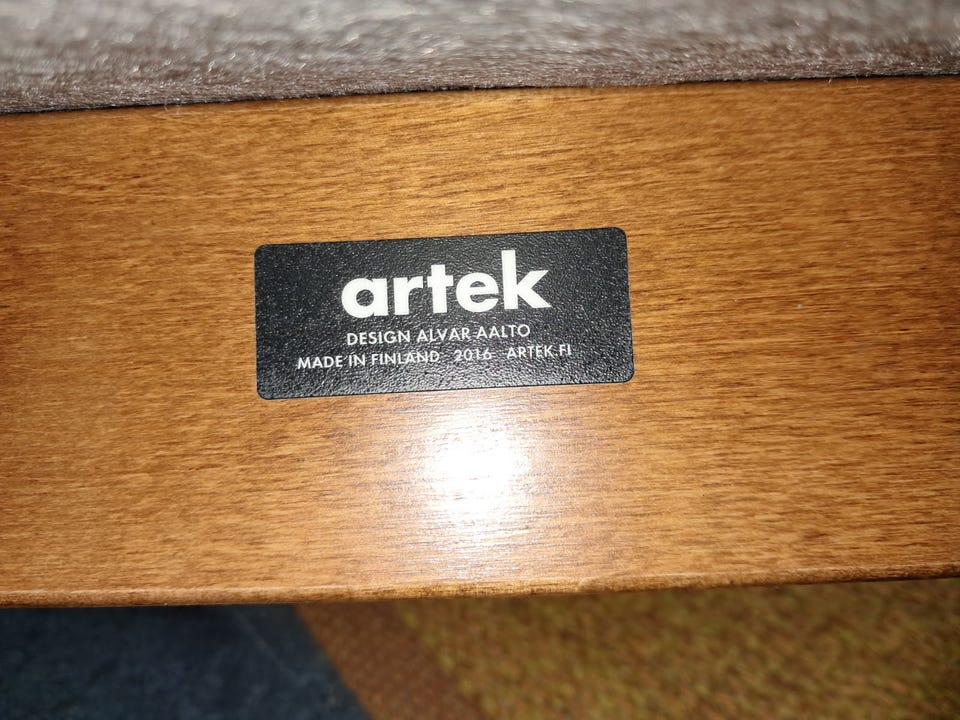 artek
DESIGN ALVAR AALTO
MADE IN FINLAND 2016 ARTEK.FI